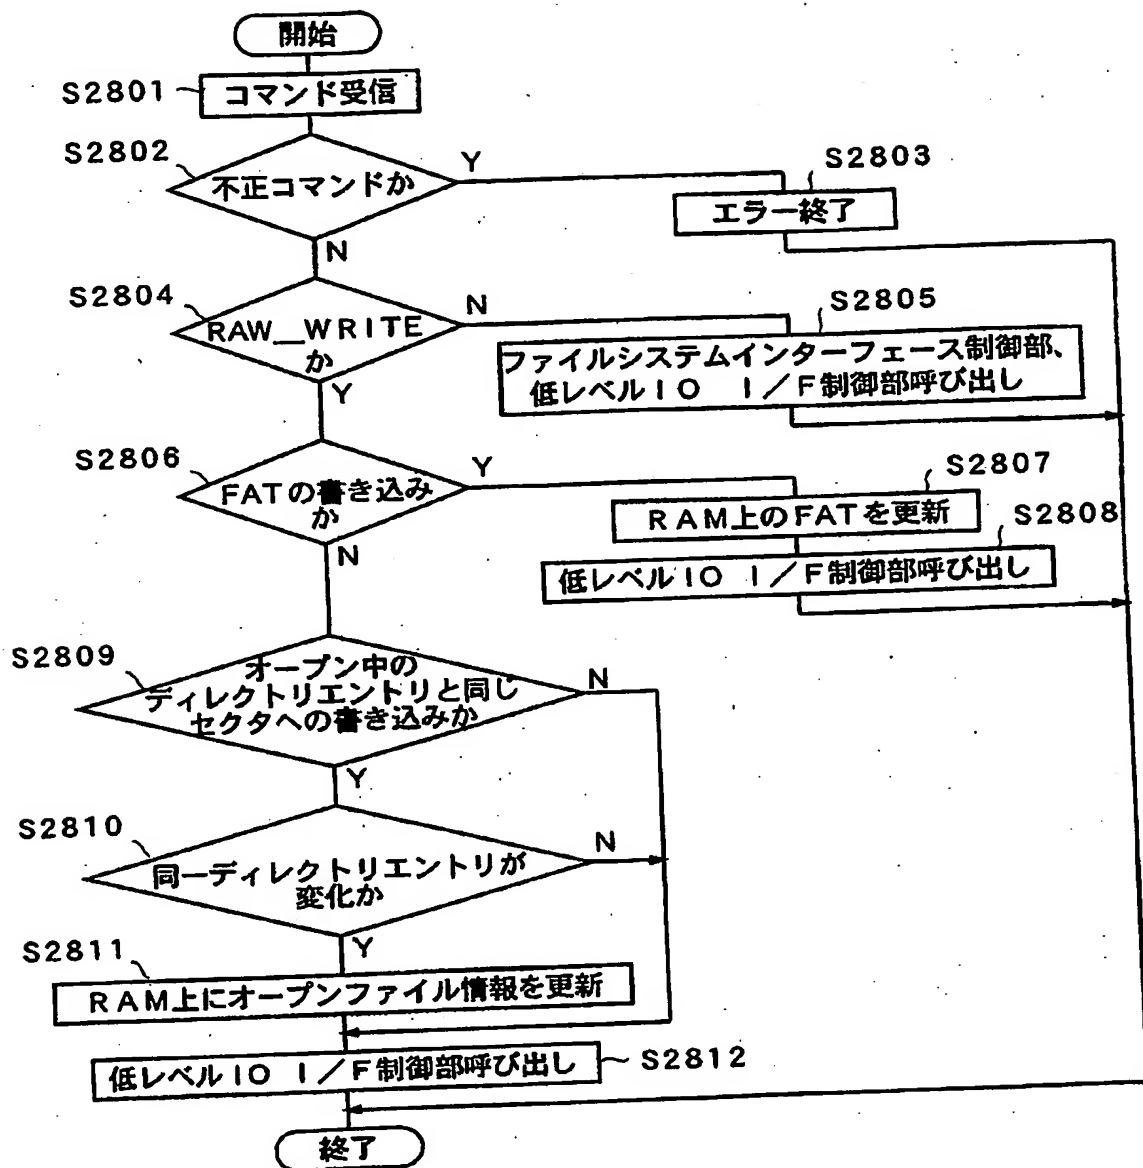 開始
S2801
コマンド受信
S2802
不正コマンドか
Y
S2803
エラー終了
N
S2804
RAW__WRITE
か
N
S2805
ファイルシステムインターフェース制御部、
低レベルIO I/F制御部呼び出し
Y
S2806
FATの書き込み
か
Y
S2807
RAM上のFATを更新
S2808
低レベルIO I/F制御部呼び出し
N
S2809
オープン中の
ディレクトリエントリと同じ
セクタへの書き込みか
N
Y
S2810
同一ディレクトリエントリが
変化か
N
Y
S2811
RAM上にオープンファイル情報を更新
低レベルIO I/F制御部呼び出し
S2812
終了